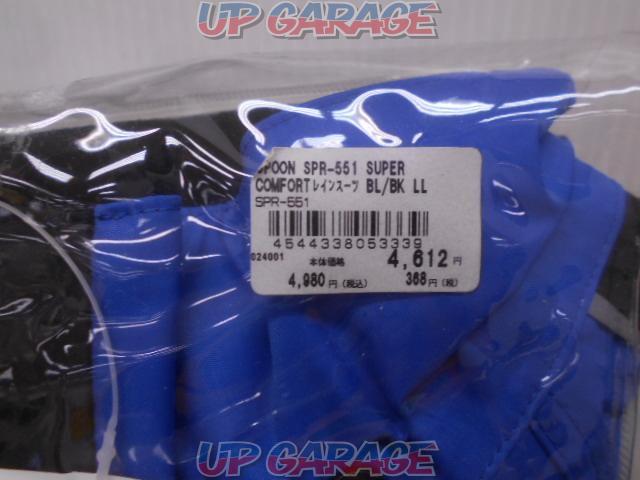 UP GARAGE
SPOON SPR-551 SUPER
COMFORTレインスーツ BL/BK LL
SPR-551
4544338053339
024001 本体価格 4,612円
4,980円(税込) 368円(税)
UP GARAGE